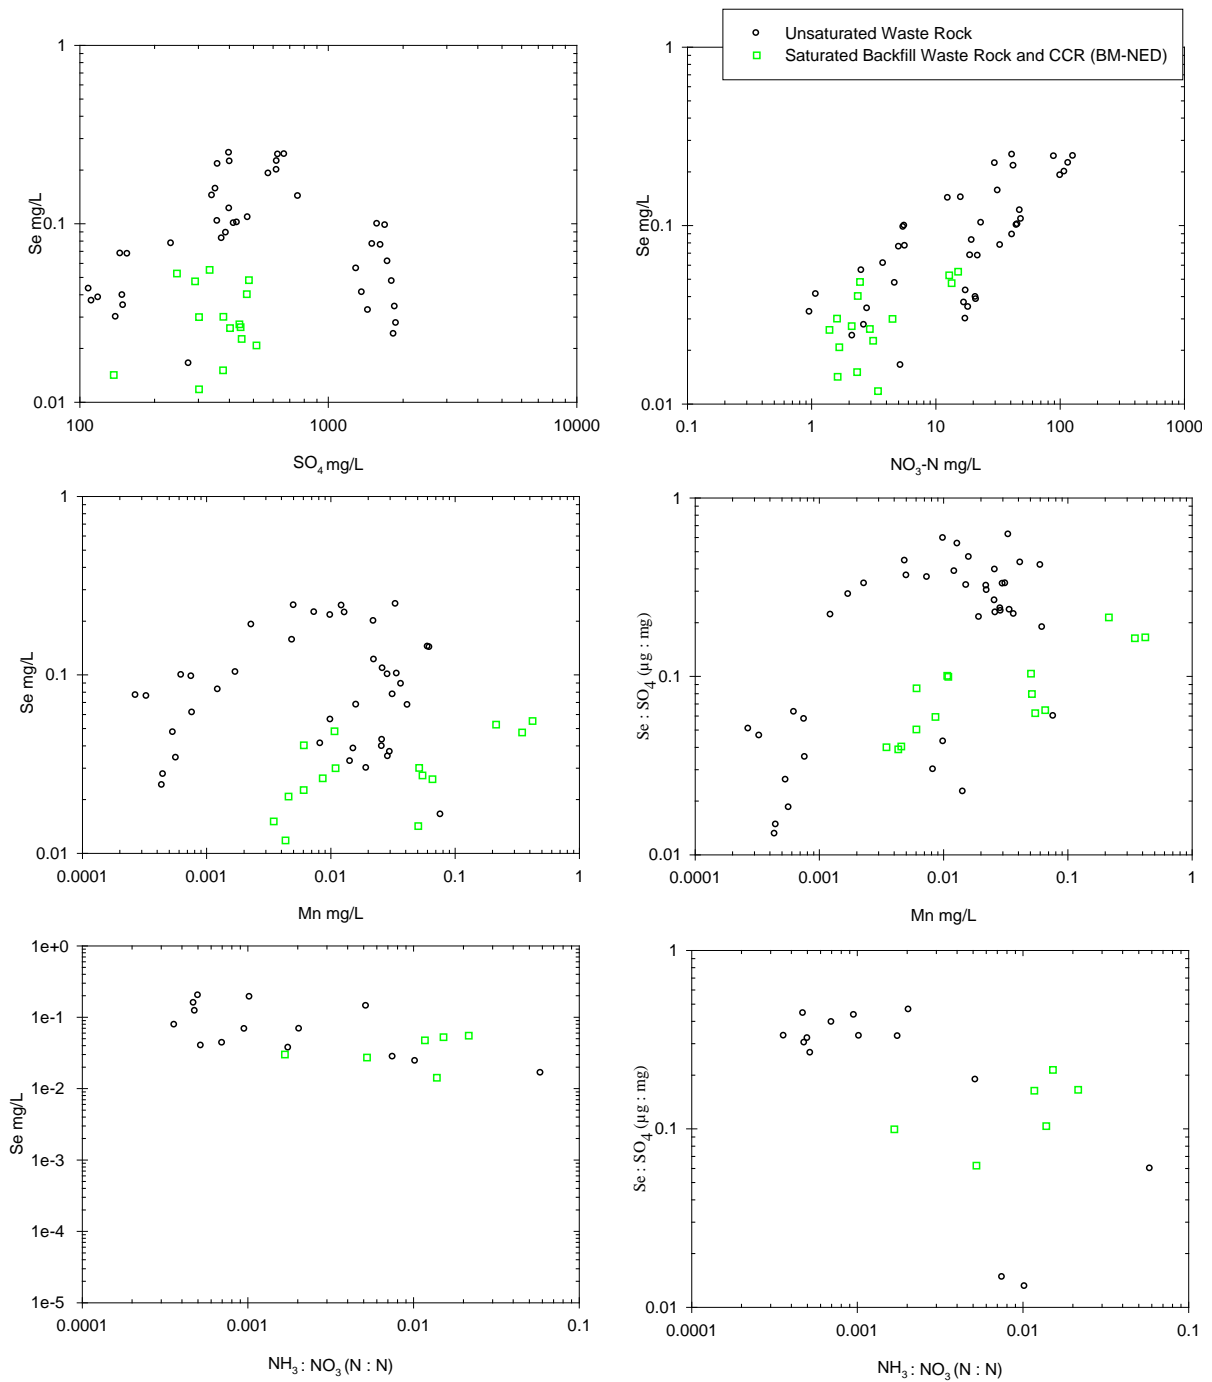 Unsaturated Waste Rock
Saturated Backfill Waste Rock and CCR (BM-NED)
1
0.1
0.01
Se mg/L
100 1000 10000
SO4 mg/L
1
0.1
0.01
Se mg/L
0.1 1 10 100 1000
NO3-N mg/L
1
0.1
0.01
Se mg/L
0.0001 0.001 0.01 0.1 1
Mn mg/L
1
0.1
0.01
Se : SO4 (µg : mg)
0.0001 0.001 0.01 0.1 1
Mn mg/L
1e+0
1e-1
1e-2
1e-3
1e-4
1e-5
Se mg/L
0.0001 0.001 0.01 0.1
NH3 : NO3 (N : N)
1
0.1
0.01
Se : SO4 (µg : mg)
0.0001 0.001 0.01 0.1
NH3 : NO3 (N : N)